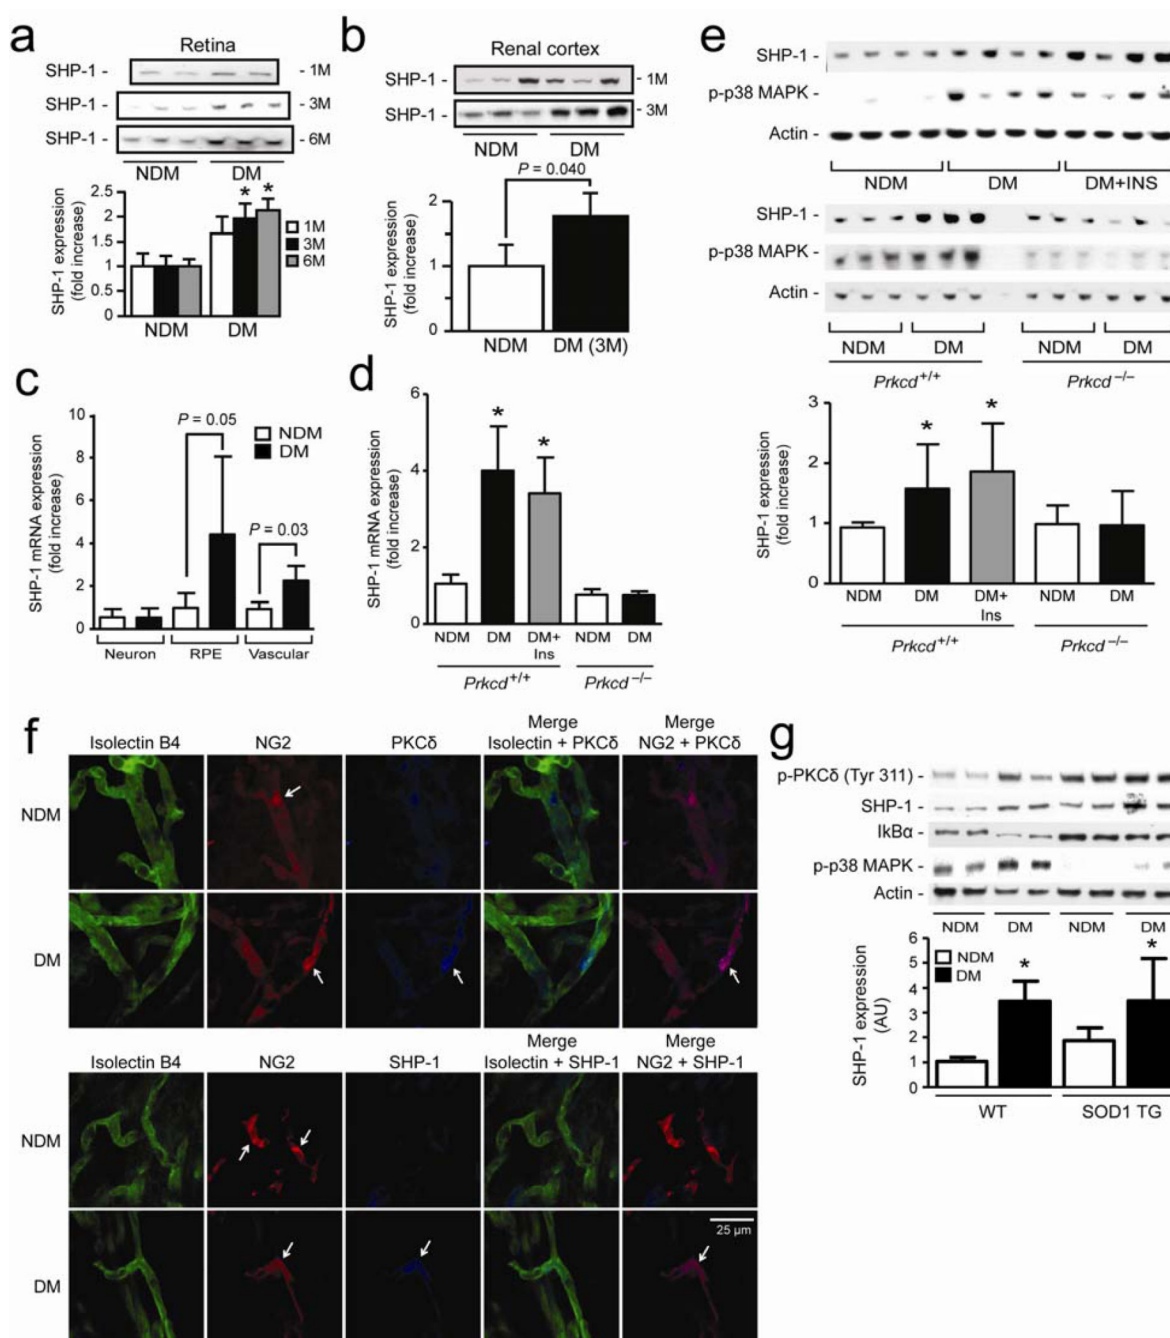 a
Retina
SHP-1 - - 1M
SHP-1 - - 3M
SHP-1 - - 6M
NDM DM
SHP-1 expression
(fold increase)
2.5
2
1.5
1
0.5
0
* *
1M
3M
6M
NDM DM
b
Renal cortex
SHP-1 - - 1M
SHP-1 - - 3M
NDM DM
P = 0.040
SHP-1 expression
(fold increase)
2
1
0
NDM DM (3M)
c
SHP-1 mRNA expression
(fold increase)
10
8
6
4
2
0
P = 0.05
P = 0.03
NDM
DM
Neuron RPE Vascular
d
SHP-1 mRNA expression
(fold increase)
6
4
2
0
* *
NDM DM DM+ NDM DM
Ins
Prkcd+/+ Prkcd−/−
e
SHP-1 -
p-p38 MAPK -
Actin -
NDM DM DM+INS
SHP-1 -
p-p38 MAPK -
Actin -
NDM DM NDM DM
Prkcd+/+ Prkcd−/−
SHP-1 expression
(fold increase)
3
2
1
0
* *
NDM DM DM+ NDM DM
Ins
Prkcd+/+ Prkcd−/−
f
Merge Merge
Isolectin B4 NG2 PKCδ Isolectin + PKCδ NG2 + PKCδ
NDM
DM
Merge Merge
Isolectin B4 NG2 SHP-1 Isolectin + SHP-1 NG2 + SHP-1
NDM
25 µm
DM
g
p-PKCδ (Tyr 311) -
SHP-1 -
IkBα -
p-p38 MAPK -
Actin -
NDM DM NDM DM
SHP-1 expression
(AU)
6
5
4
3
2
1
0
NDM
DM
* *
WT SOD1 TG